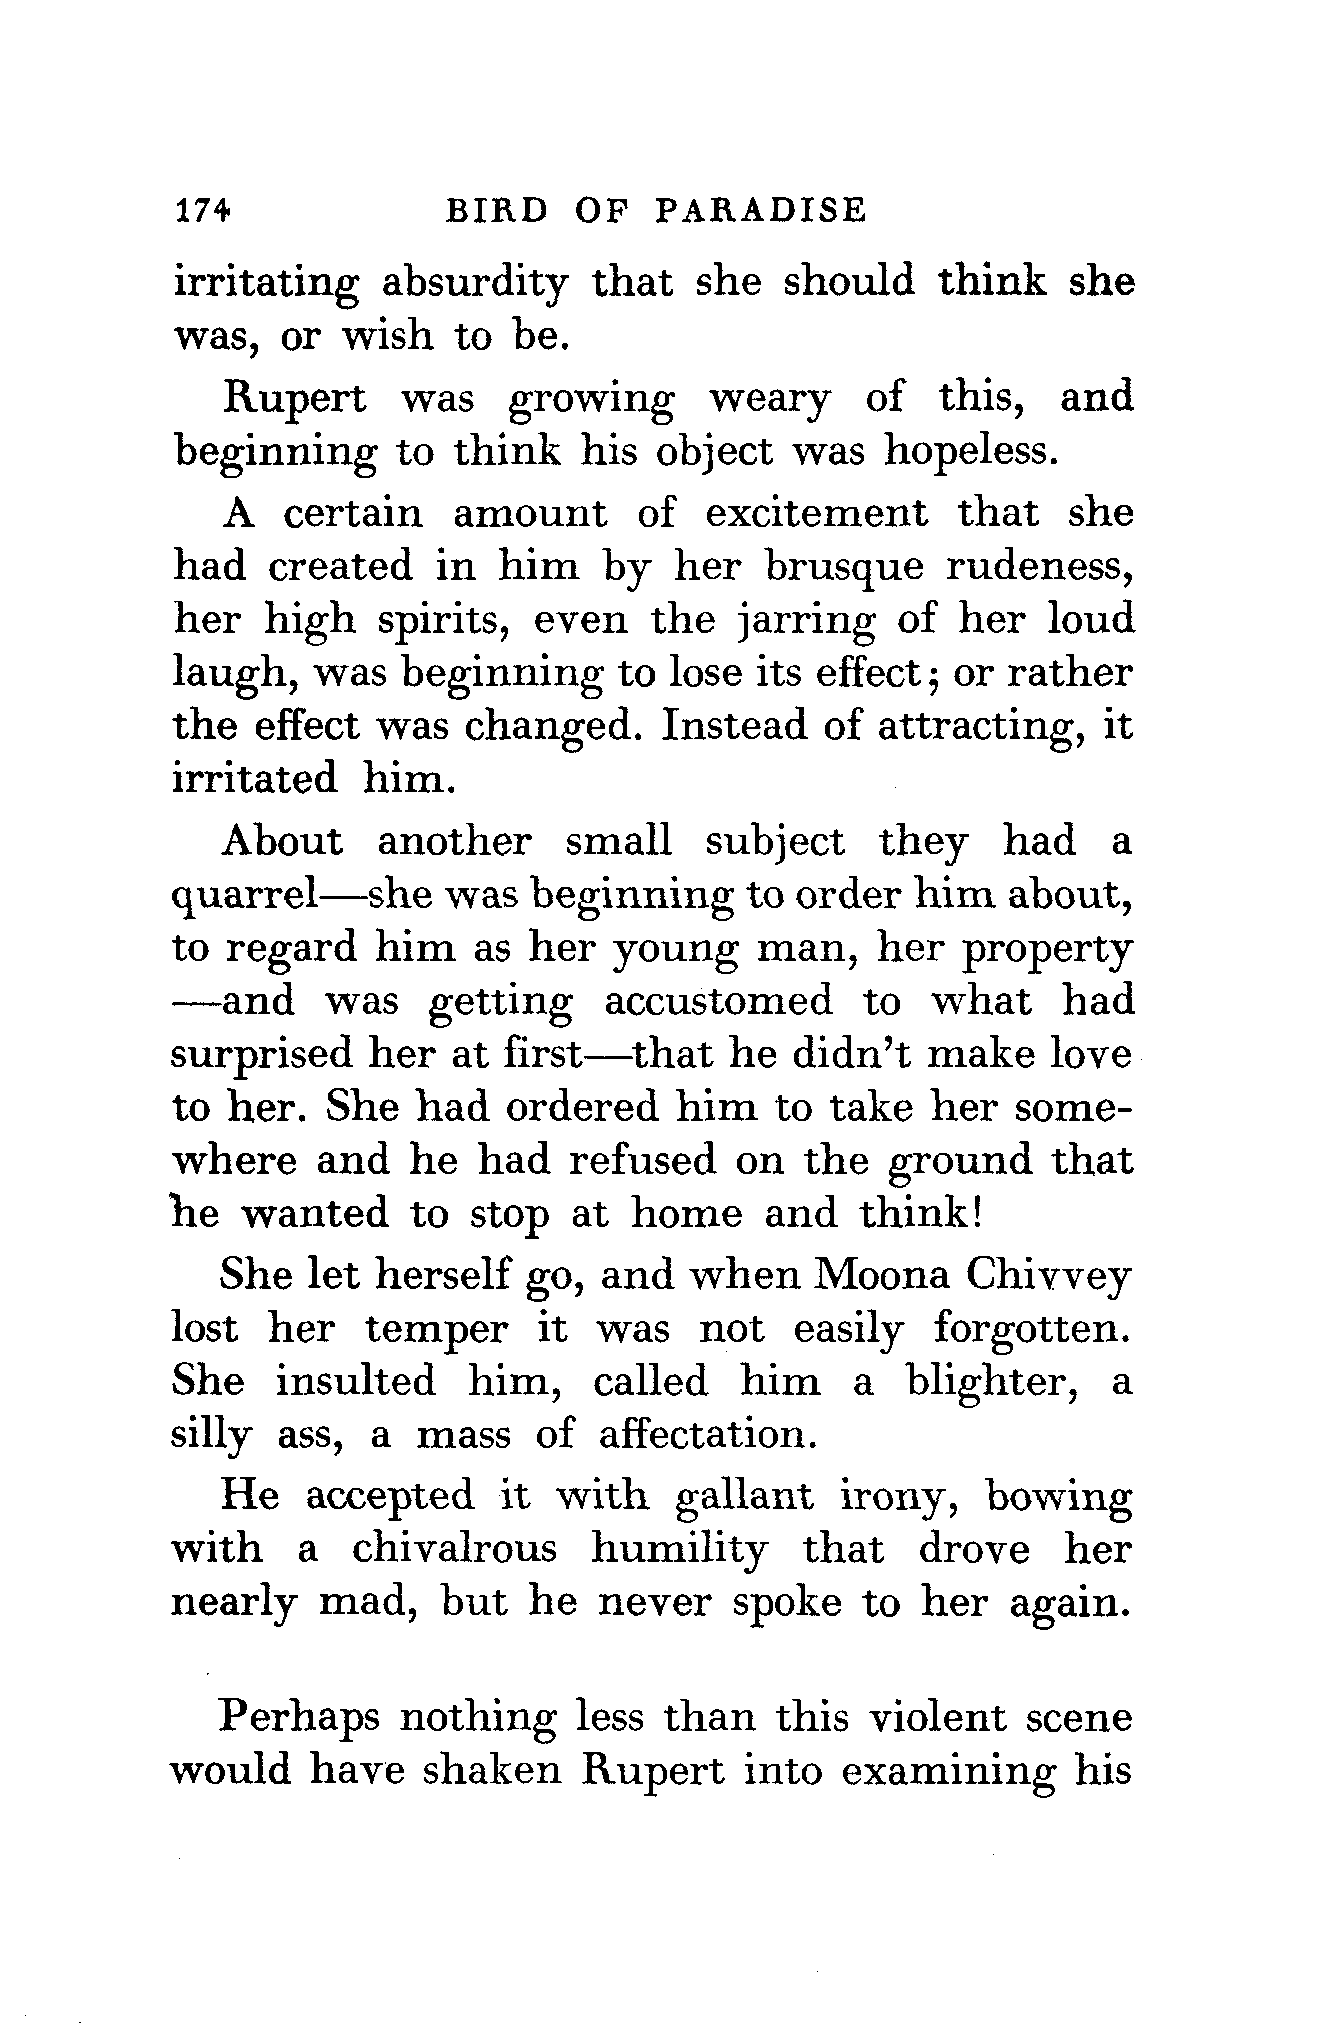 174 BIRD OF PARADISE
irritating absurdity that she should think she
was, or wish to be.
Rupert was growing weary of this, and
beginning to think his object was hopeless.
A certain amount of excitement that she
had created in him by her brusque rudeness,
her high spirits, even the jarring of her loud
laugh, was beginning to lose its effect; or rather
the effect was changed. Instead of attracting, it
irritated him.
About another small subject they had a
quarrel—she was beginning to order him about,
to regard him as her young man, her property
—and was getting accustomed to what had
surprised her at first—that he didn't make love
to her. She had ordered him to take her some-
where and he had refused on the ground that
he wanted to stop at home and think!
She let herself go, and when Moona Chivvey
lost her temper it was not easily forgotten.
She insulted him, called him a blighter, a
silly ass, a mass of affectation.
He accepted it with gallant irony, bowing
with a chivalrous humility that drove her
nearly mad, but he never spoke to her again.
Perhaps nothing less than this violent scene
would have shaken Rupert into examining his